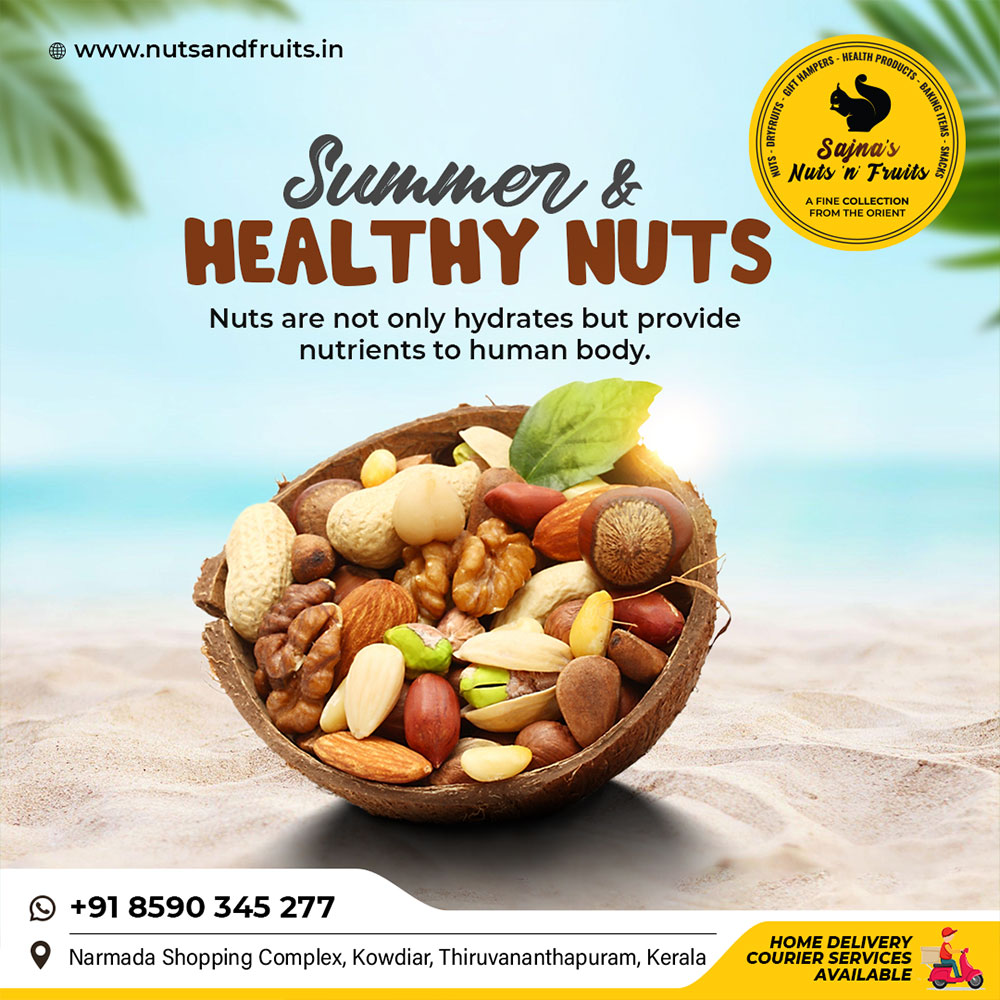 www.nutsandfruits.in
NUTS - DRYFRUITS - GIFT HAMPERS - HEALTH PRODUCTS - BAKING ITEMS - SNACKS
Sajna's
Nuts 'n' Fruits
A FINE COLLECTION
FROM THE ORIENT
Summer &
HEALTHY NUTS
Nuts are not only hydrates but provide
nutrients to human body.
+91 8590 345 277
Narmada Shopping Complex, Kowdiar, Thiruvananthapuram, Kerala
HOME DELIVERY
COURIER SERVICES
AVAILABLE